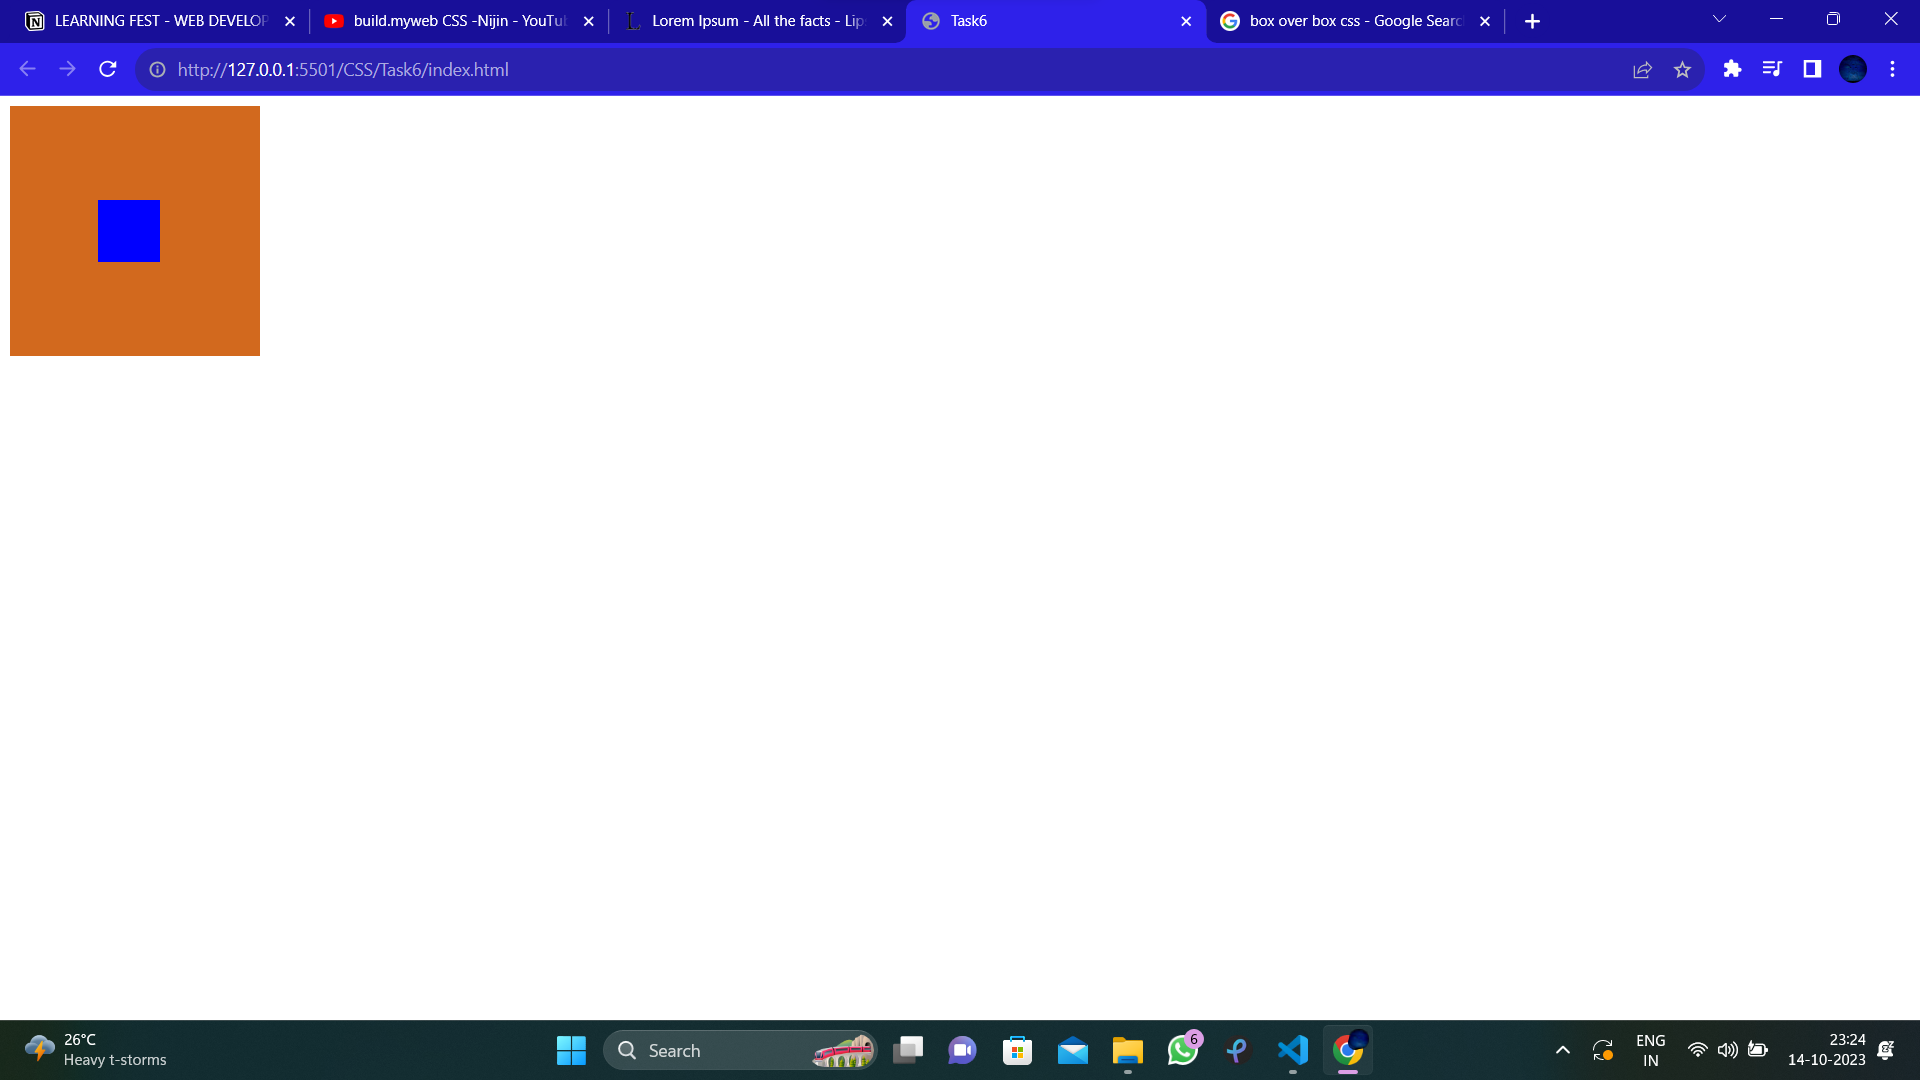 LEARNING FEST - WEB DEVELOP
build.myweb CSS -Nijin - YouTu
Lorem Ipsum - All the facts - Lip
Task6
box over box css - Google Searc
http://127.0.0.1:5501/CSS/Task6/index.html
26°C
Heavy t-storms
Search
6
ENG
IN
23:24
14-10-2023